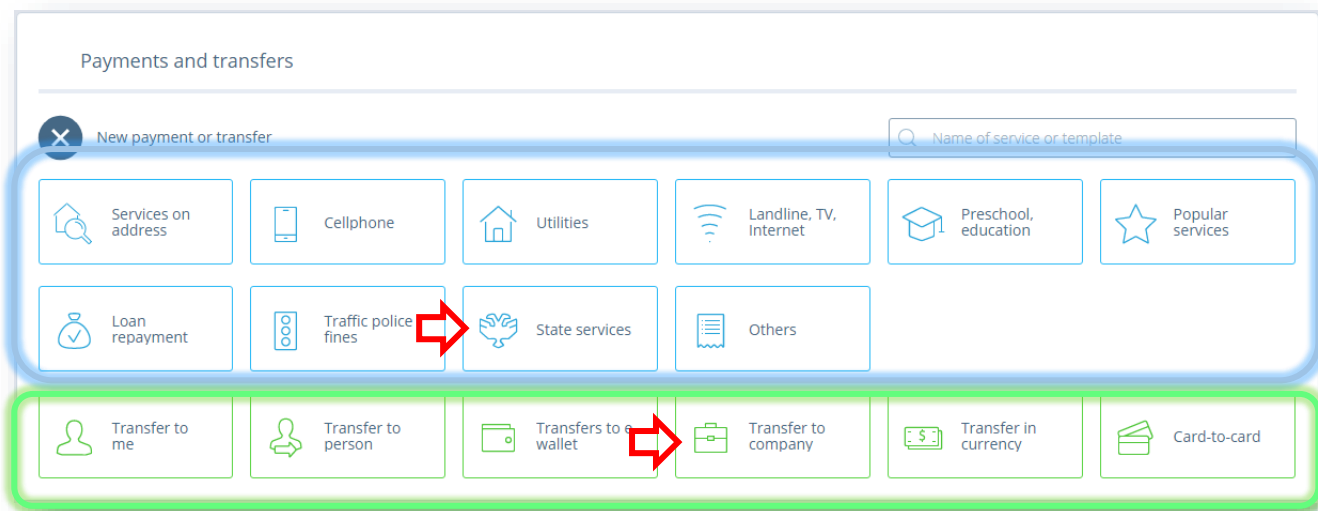 Payments and transfers
New payment or transfer
Name of service or template
Services on
address
Cellphone
Utilities
Landline, TV,
Internet
Preschool,
education
Popular
services
Loan
repayment
Traffic police
fines
State services
Others
Transfer to
me
Transfer to
person
Transfers to e
wallet
Transfer to
company
$
Transfer in
currency
Card-to-card